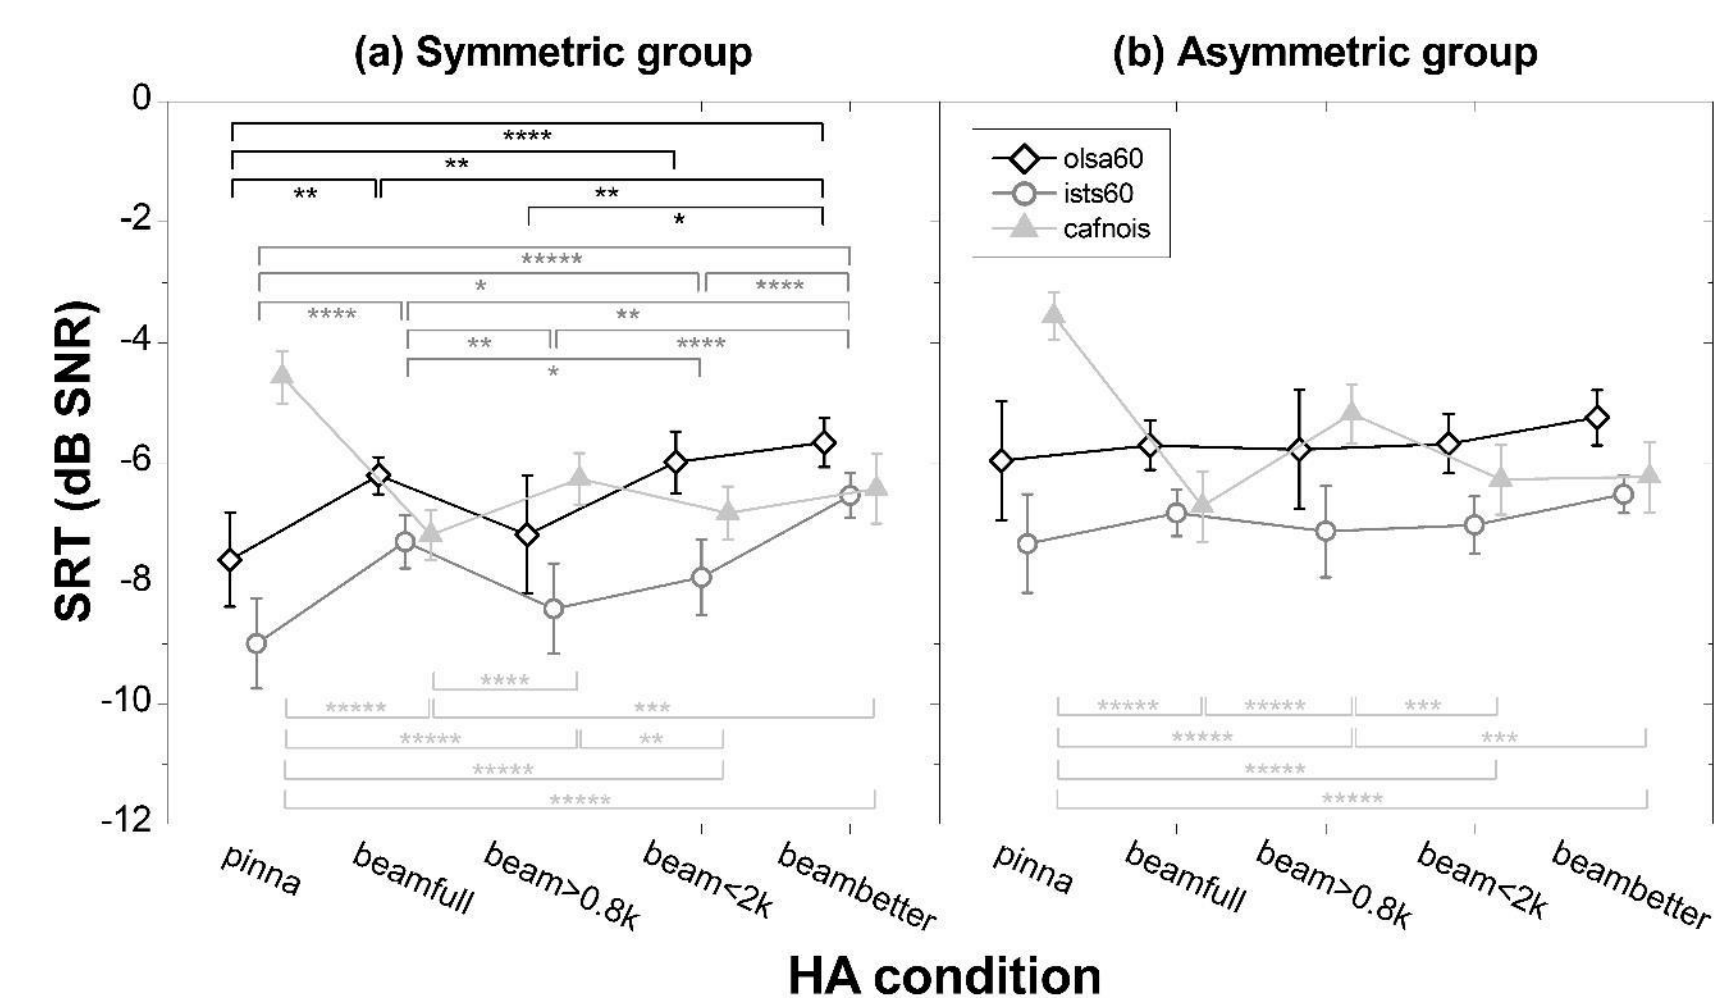 (a) Symmetric group
(b) Asymmetric group
SRT (dB SNR)
0
-2
-4
-6
-8
-10
-12
****
**
** **
*
*****
* ****
**** **
** ****
*
****
***** ***
***** **
*****
*****
olsa60
ists60
cafnois
***** ***** ***
***** ***
*****
*****
pinna beamfull beam>0.8k beam<2k beambetter
pinna beamfull beam>0.8k beam<2k beambetter
HA condition